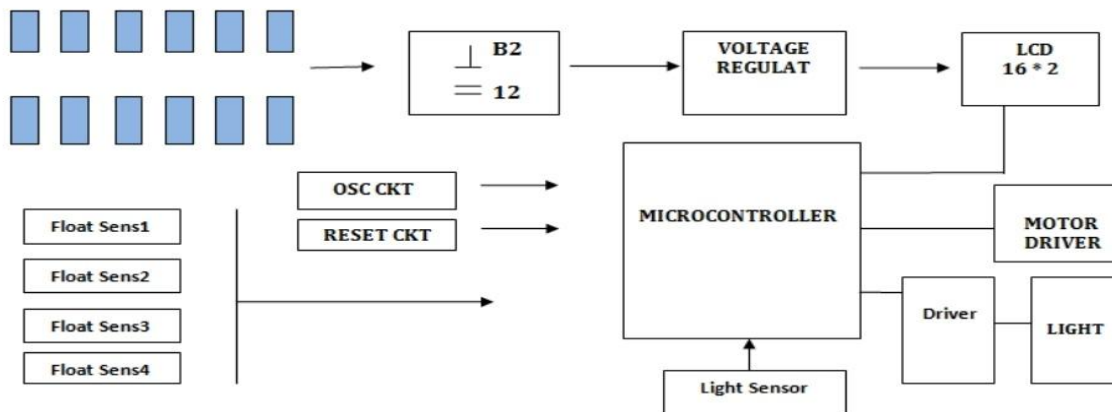 B2
12
VOLTAGE
REGULAT
LCD
16 * 2
OSC CKT
RESET CKT
MICROCONTROLLER
MOTOR
DRIVER
Float Sens1
Float Sens2
Float Sens3
Float Sens4
Driver
LIGHT
Light Sensor